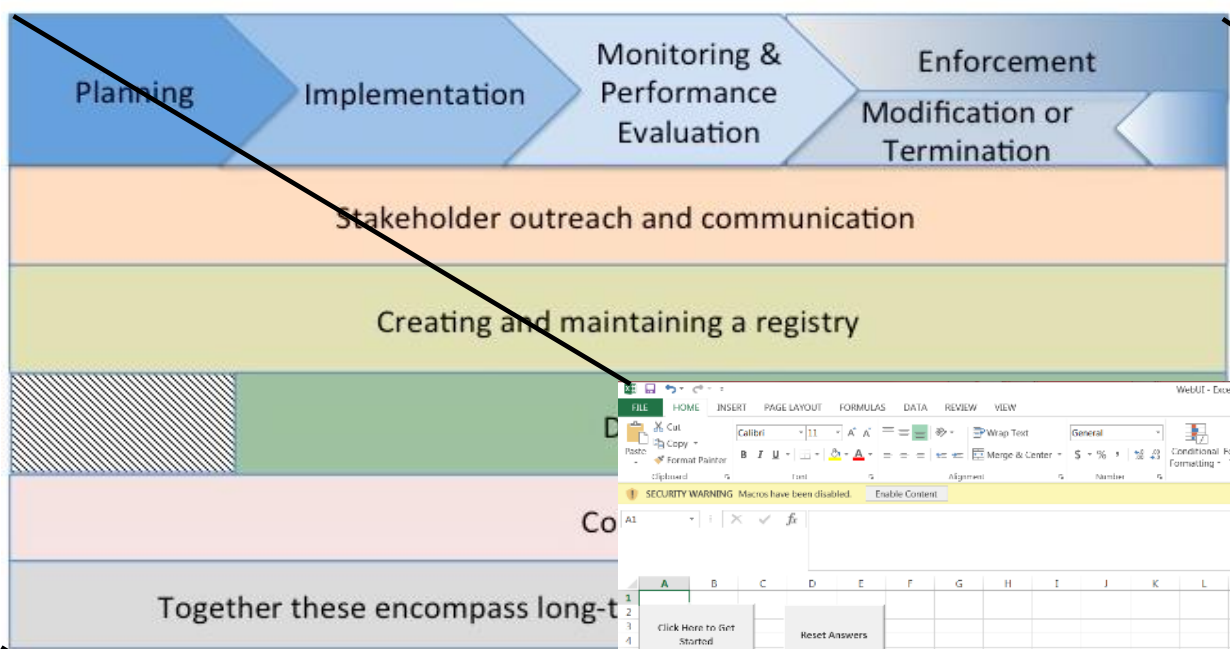 Planning
Implementation
Monitoring &
Performance
Evaluation
Enforcement
Modification or
Termination
Stakeholder outreach and communication
Creating and maintaining a registry
D
Co
Together these encompass long-t
WebUI - Exce
FILE HOME INSERT PAGE LAYOUT FORMULAS DATA REVIEW VIEW
Cut
Copy
Format Painter
Paste
Calibri 11
B I U
Wrap Text
Merge & Center
General
$ % ,
Conditional Fo
Formatting
Clipboard Font Alignment Number
SECURITY WARNING Macros have been disabled. Enable Content
A1 fx
A B C D E F G H I J K L
1
2
3
4
Click Here to Get
Started
Reset Answers